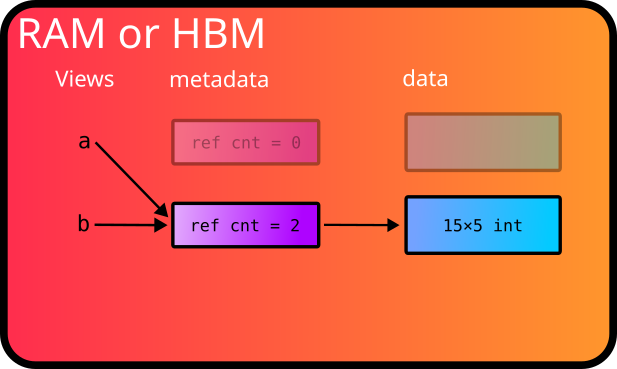 RAM or HBM
Views metadata data
a ref cnt = 0
b ref cnt = 2 15×5 int